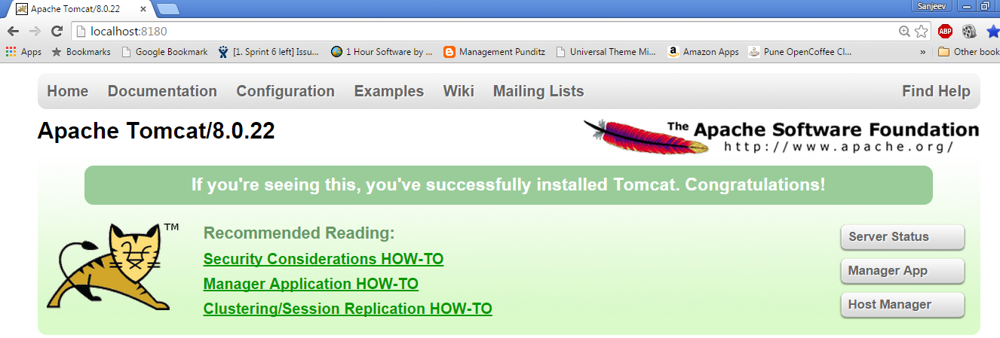 Apache Tomcat/8.0.22
Sanjeev
localhost:8180
ABP
Apps Bookmarks Google Bookmark [1. Sprint 6 left] Issu... 1 Hour Software by ... Management Punditz Universal Theme Mi... Amazon Apps Pune OpenCoffee Cl... » Other book
Home Documentation Configuration Examples Wiki Mailing Lists Find Help
Apache Tomcat/8.0.22
The Apache Software Foundation
http://www.apache.org/
If you're seeing this, you've successfully installed Tomcat. Congratulations!
TM
Recommended Reading:
Security Considerations HOW-TO
Manager Application HOW-TO
Clustering/Session Replication HOW-TO
Server Status
Manager App
Host Manager